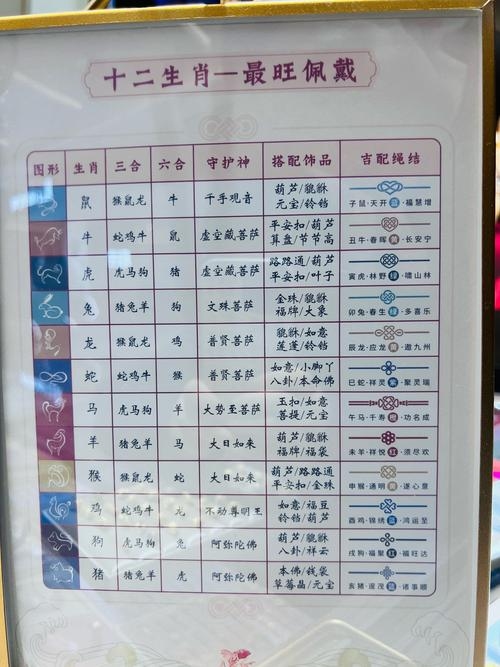 十二生肖—最旺佩戴
图形 生肖 三合 六合 守护神 搭配饰品 吉配绳结
鼠 猴鼠龙 牛 千手观音 葫芦/貔貅 元宝/铃铛 子鼠·天开 蓝·福慧增
牛 蛇鸡牛 鼠 虚空藏菩萨 平安扣/葫芦 算盘/节节高 丑牛·春晖 黄·长安宁
虎 虎马狗 猪 虚空藏菩萨 路路通/葫芦 平安扣/叶子 寅虎·林野 绿·啸山林
兔 猪兔羊 狗 文殊菩萨 金珠/貔貅 福牌/大象 卯兔·春生 绿·多喜乐
龙 猴鼠龙 鸡 普贤菩萨 貔貅/如意 莲蓬/铃铛 辰龙·应龙 黄·遨九州
蛇 蛇鸡牛 猴 普贤菩萨 如意/小脚丫 八卦/本命佛 巳蛇·祥灵 紫·聚灵瑞
马 虎马狗 羊 大势至菩萨 玉扣/如意 菩提/元宝 午马·千寿 橙·功名成
羊 猪兔羊 马 大日如来 葫芦/貔貅 福牌/福袋 未羊·祥悦 红·须尽欢
猴 猴鼠龙 蛇 大日如来 葫芦/路路通 平安扣/金珠 申猴·通明 黄·遂心意
鸡 蛇鸡牛 龙 不动尊明王 如意/福豆 铃铛/葫芦 酉鸡·锦绣 蓝·鸿运至
狗 虎马狗 兔 阿弥陀佛 葫芦/貔貅 八卦/祥云 戌狗·福聚 红·福旺达
猪 猪兔羊 虎 阿弥陀佛 本佛/钱袋 草莓晶/元宝 亥猪·邃茂 蓝·诸事顺